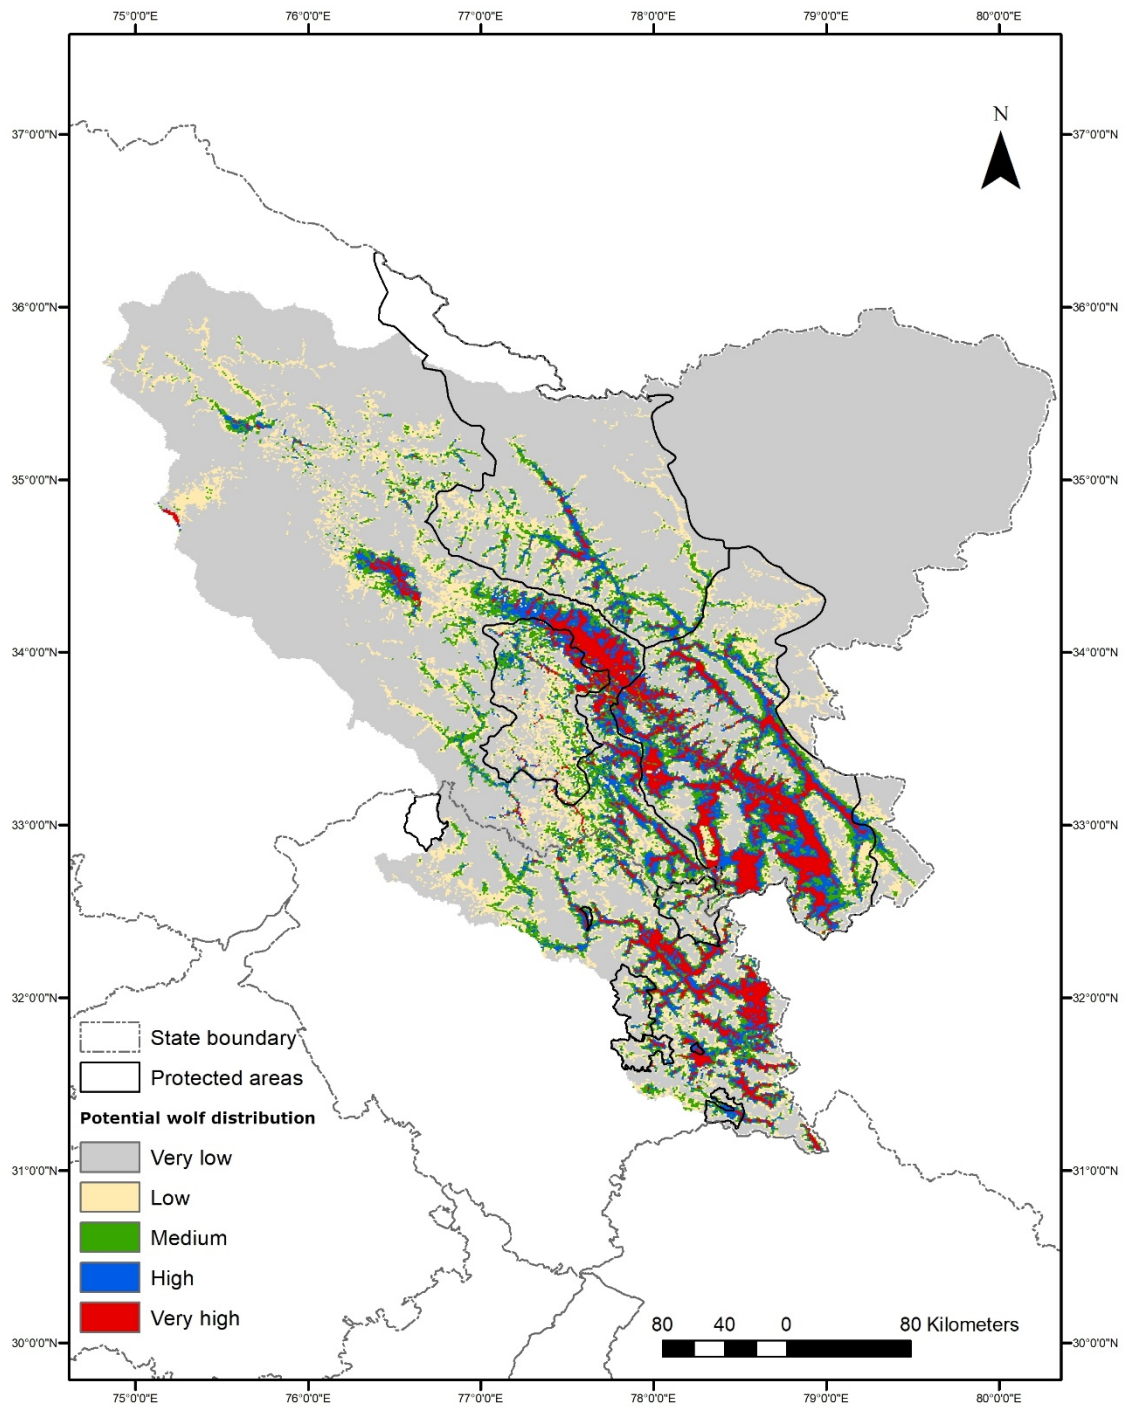 75°0'0"E 76°0'0"E 77°0'0"E 78°0'0"E 79°0'0"E 80°0'0"E
N
37°0'0"N 37°0'0"N
36°0'0"N 36°0'0"N
35°0'0"N 35°0'0"N
34°0'0"N 34°0'0"N
33°0'0"N 33°0'0"N
32°0'0"N 32°0'0"N
State boundary
Protected areas
Potential wolf distribution
Very low
31°0'0"N 31°0'0"N
Low
Medium
High
Very high
80 40 0 80 Kilometers
30°0'0"N 30°0'0"N
75°0'0"E 76°0'0"E 77°0'0"E 78°0'0"E 79°0'0"E 80°0'0"E